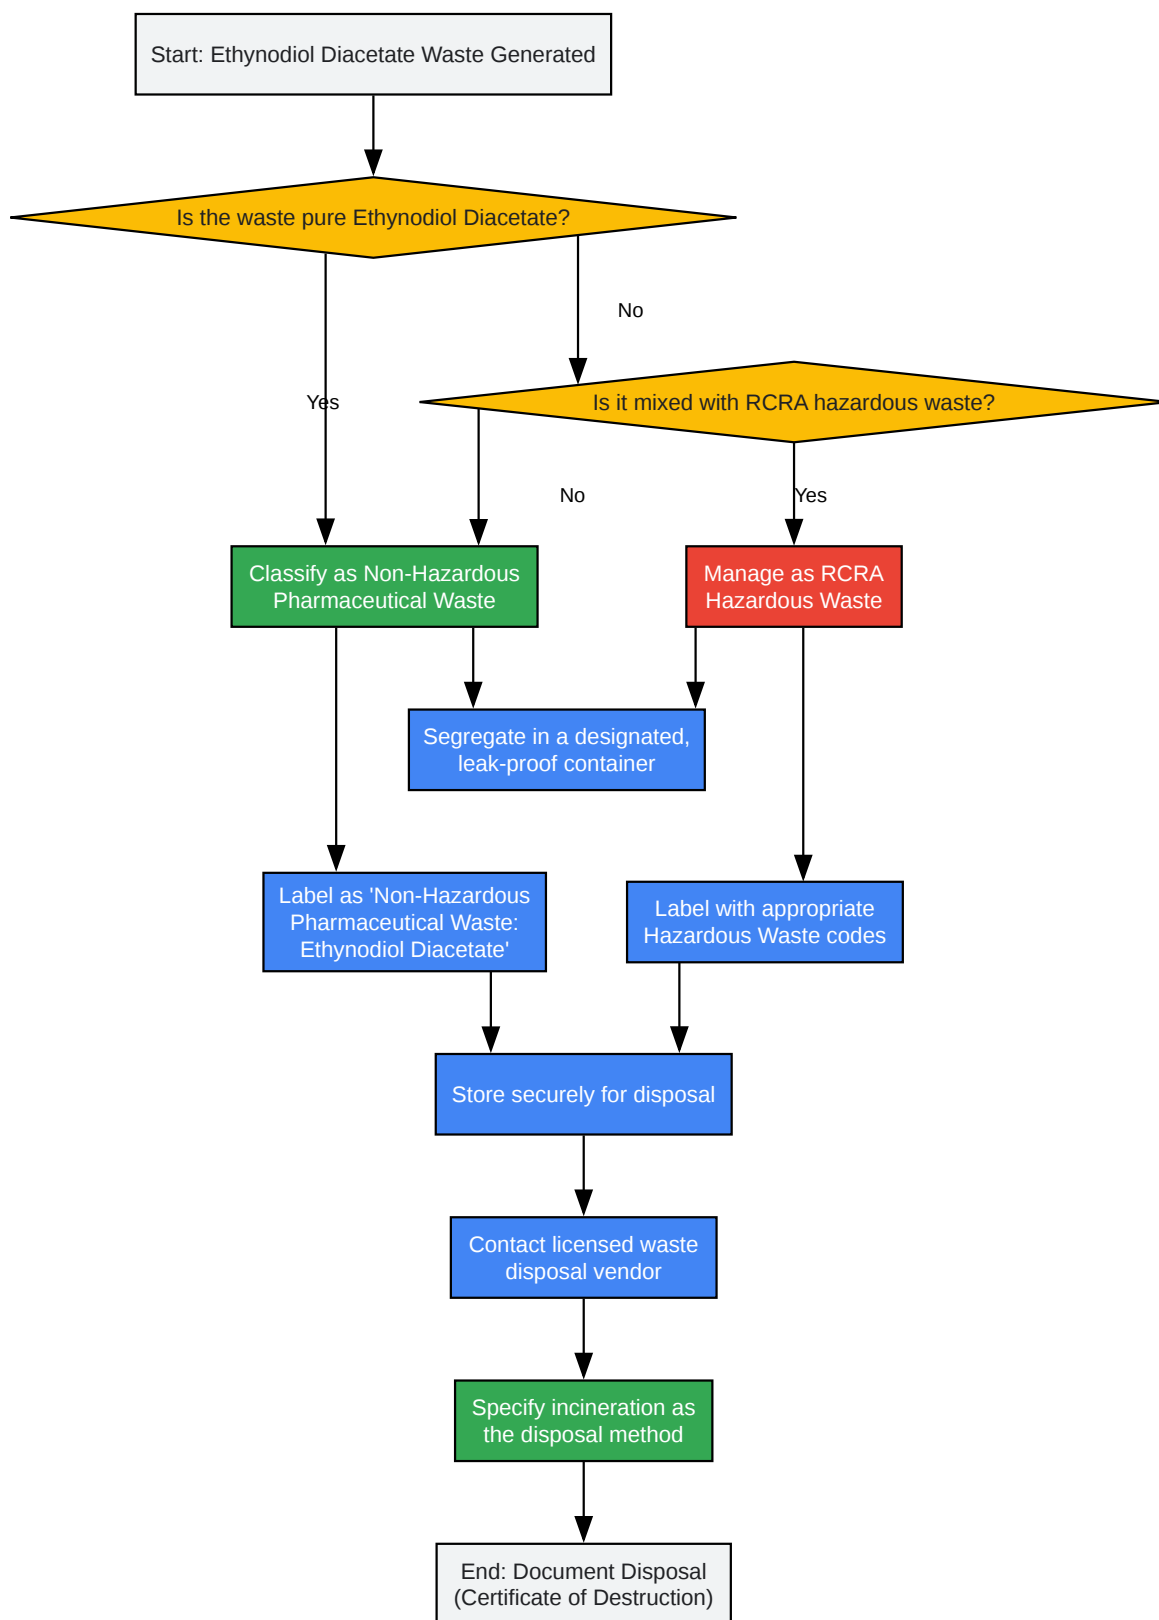 Start: Ethynodiol Diacetate Waste Generated
Is the waste pure Ethynodiol Diacetate?
No
Yes
Is it mixed with RCRA hazardous waste?
No
Yes
Classify as Non-Hazardous
Pharmaceutical Waste
Manage as RCRA
Hazardous Waste
Segregate in a designated,
leak-proof container
Label as 'Non-Hazardous
Pharmaceutical Waste:
Ethynodiol Diacetate'
Label with appropriate
Hazardous Waste codes
Store securely for disposal
Contact licensed waste
disposal vendor
Specify incineration as
the disposal method
End: Document Disposal
(Certificate of Destruction)